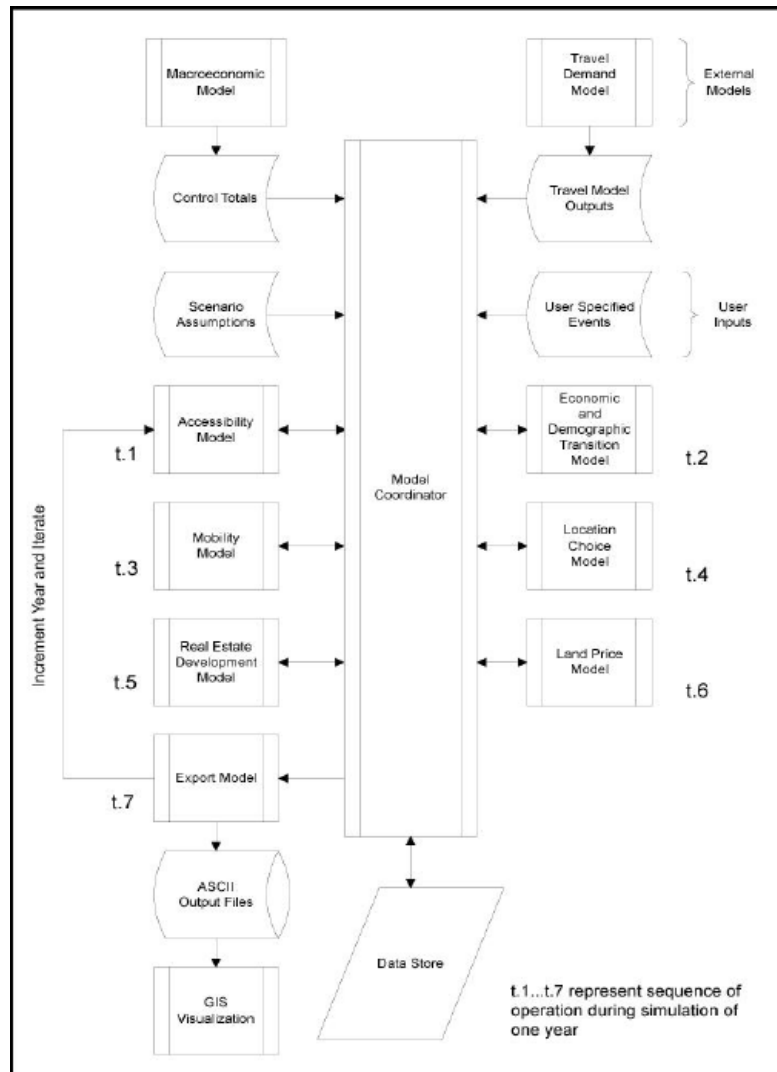 Macroeconomic
Model
Travel
Demand
Model
External
Models
Control Totals
Travel Model
Outputs
Scenario
Assumptions
User Specified
Events
User
Inputs
Accessibility
Model
t.1
Economic
and
Demographic
Transition Model
t.2
Model
Coordinator
Mobility
Model
t.3
Location
Choice Model
t.4
Real Estate
Development
Model
t.5
Land Price
Model
t.6
Increment Year and Iterate
Export Model
t.7
ASCII
Output Files
Data Store
GIS
Visualization
t.1...t.7 represent sequence of
operation during simulation of
one year